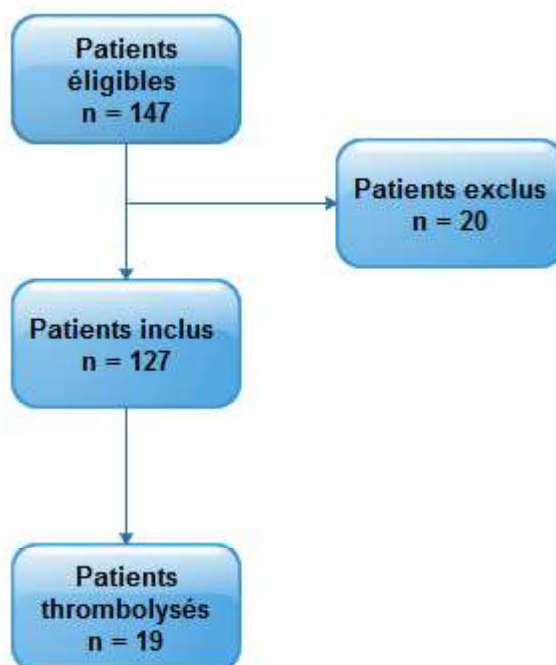 Patients
éligibles
n = 147
Patients exclus
n = 20
Patients inclus
n = 127
Patients
thrombolysés
n = 19